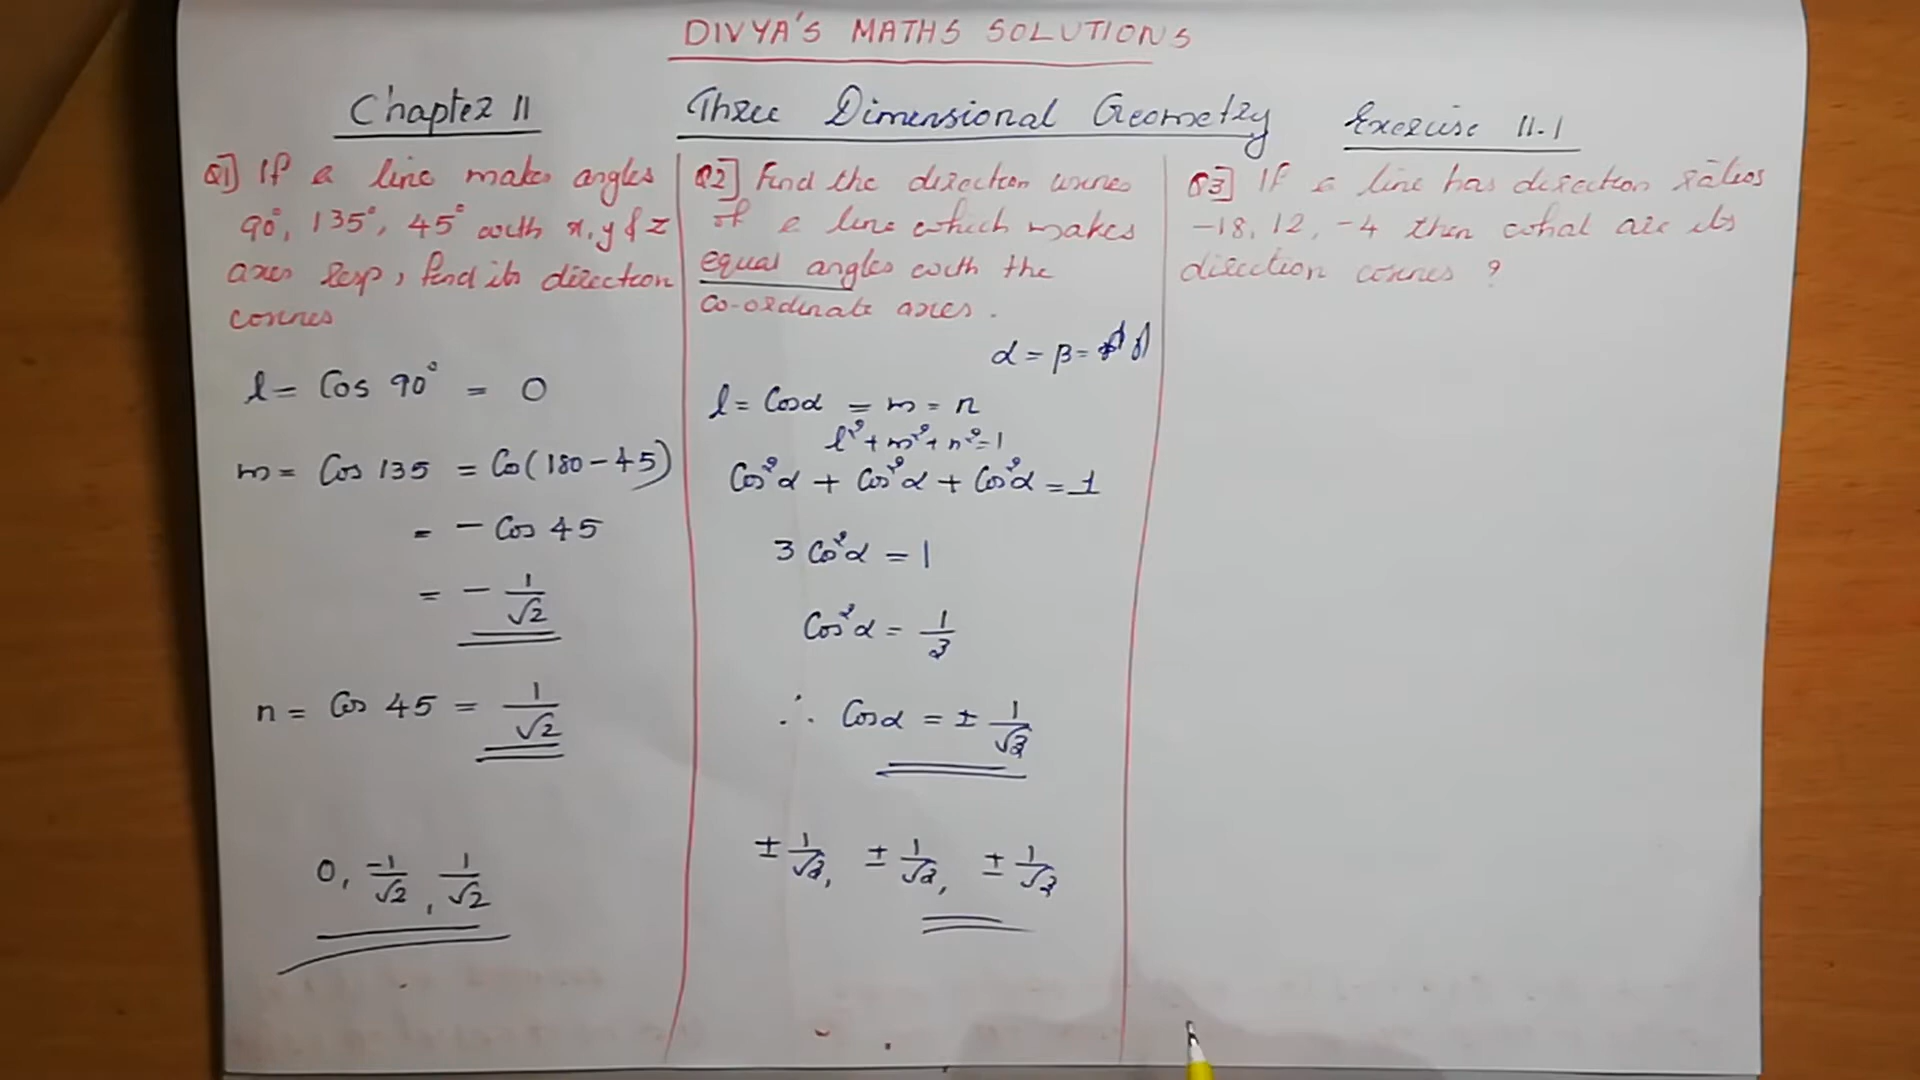 DIVYA'S MATHS SOLUTIONS
Chapter 11 Three Dimensional Geometry Exercise 11.1
Q1] If a line makes angles
90°, 135°, 45° with x, y & z
axes resp, find its direction
cosines
l = Cos 90° = 0
m = Cos 135 = Cos (180-45)
= - Cos 45
= - 1/√2
n = Cos 45 = 1/√2
0, -1/√2, 1/√2
Q2] Find the direction cosines
of a line which makes
equal angles with the
co-ordinate axes.
α = β = γ
l = Cosα = m = n
l² + m² + n² = 1
Cos²α + Cos²α + Cos²α = 1
3 Cos²α = 1
Cos²α = 1/3
∴ Cosα = ± 1/√3
± 1/√3, ± 1/√3, ± 1/√3
Q3] If a line has direction ratios
-18, 12, -4 then what are its
direction cosines ?